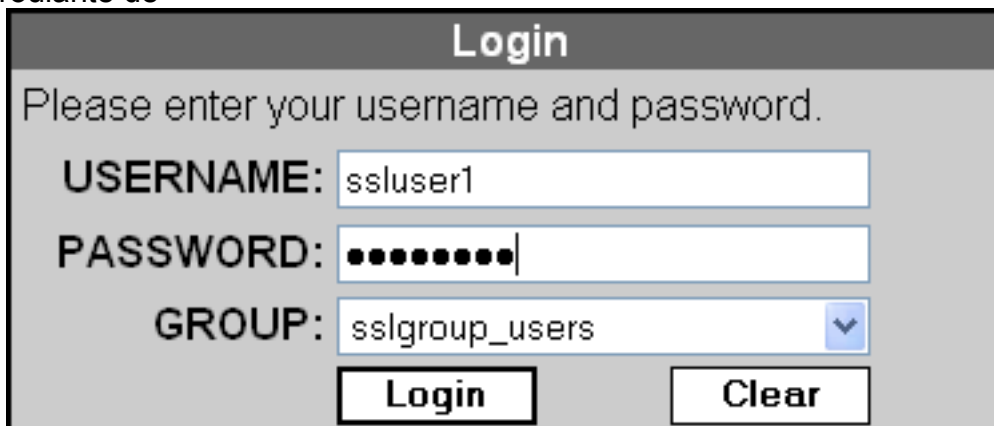 Login
Please enter your username and password.
USERNAME: ssluser1
PASSWORD: ••••••••
GROUP: sslgroup_users
Login Clear